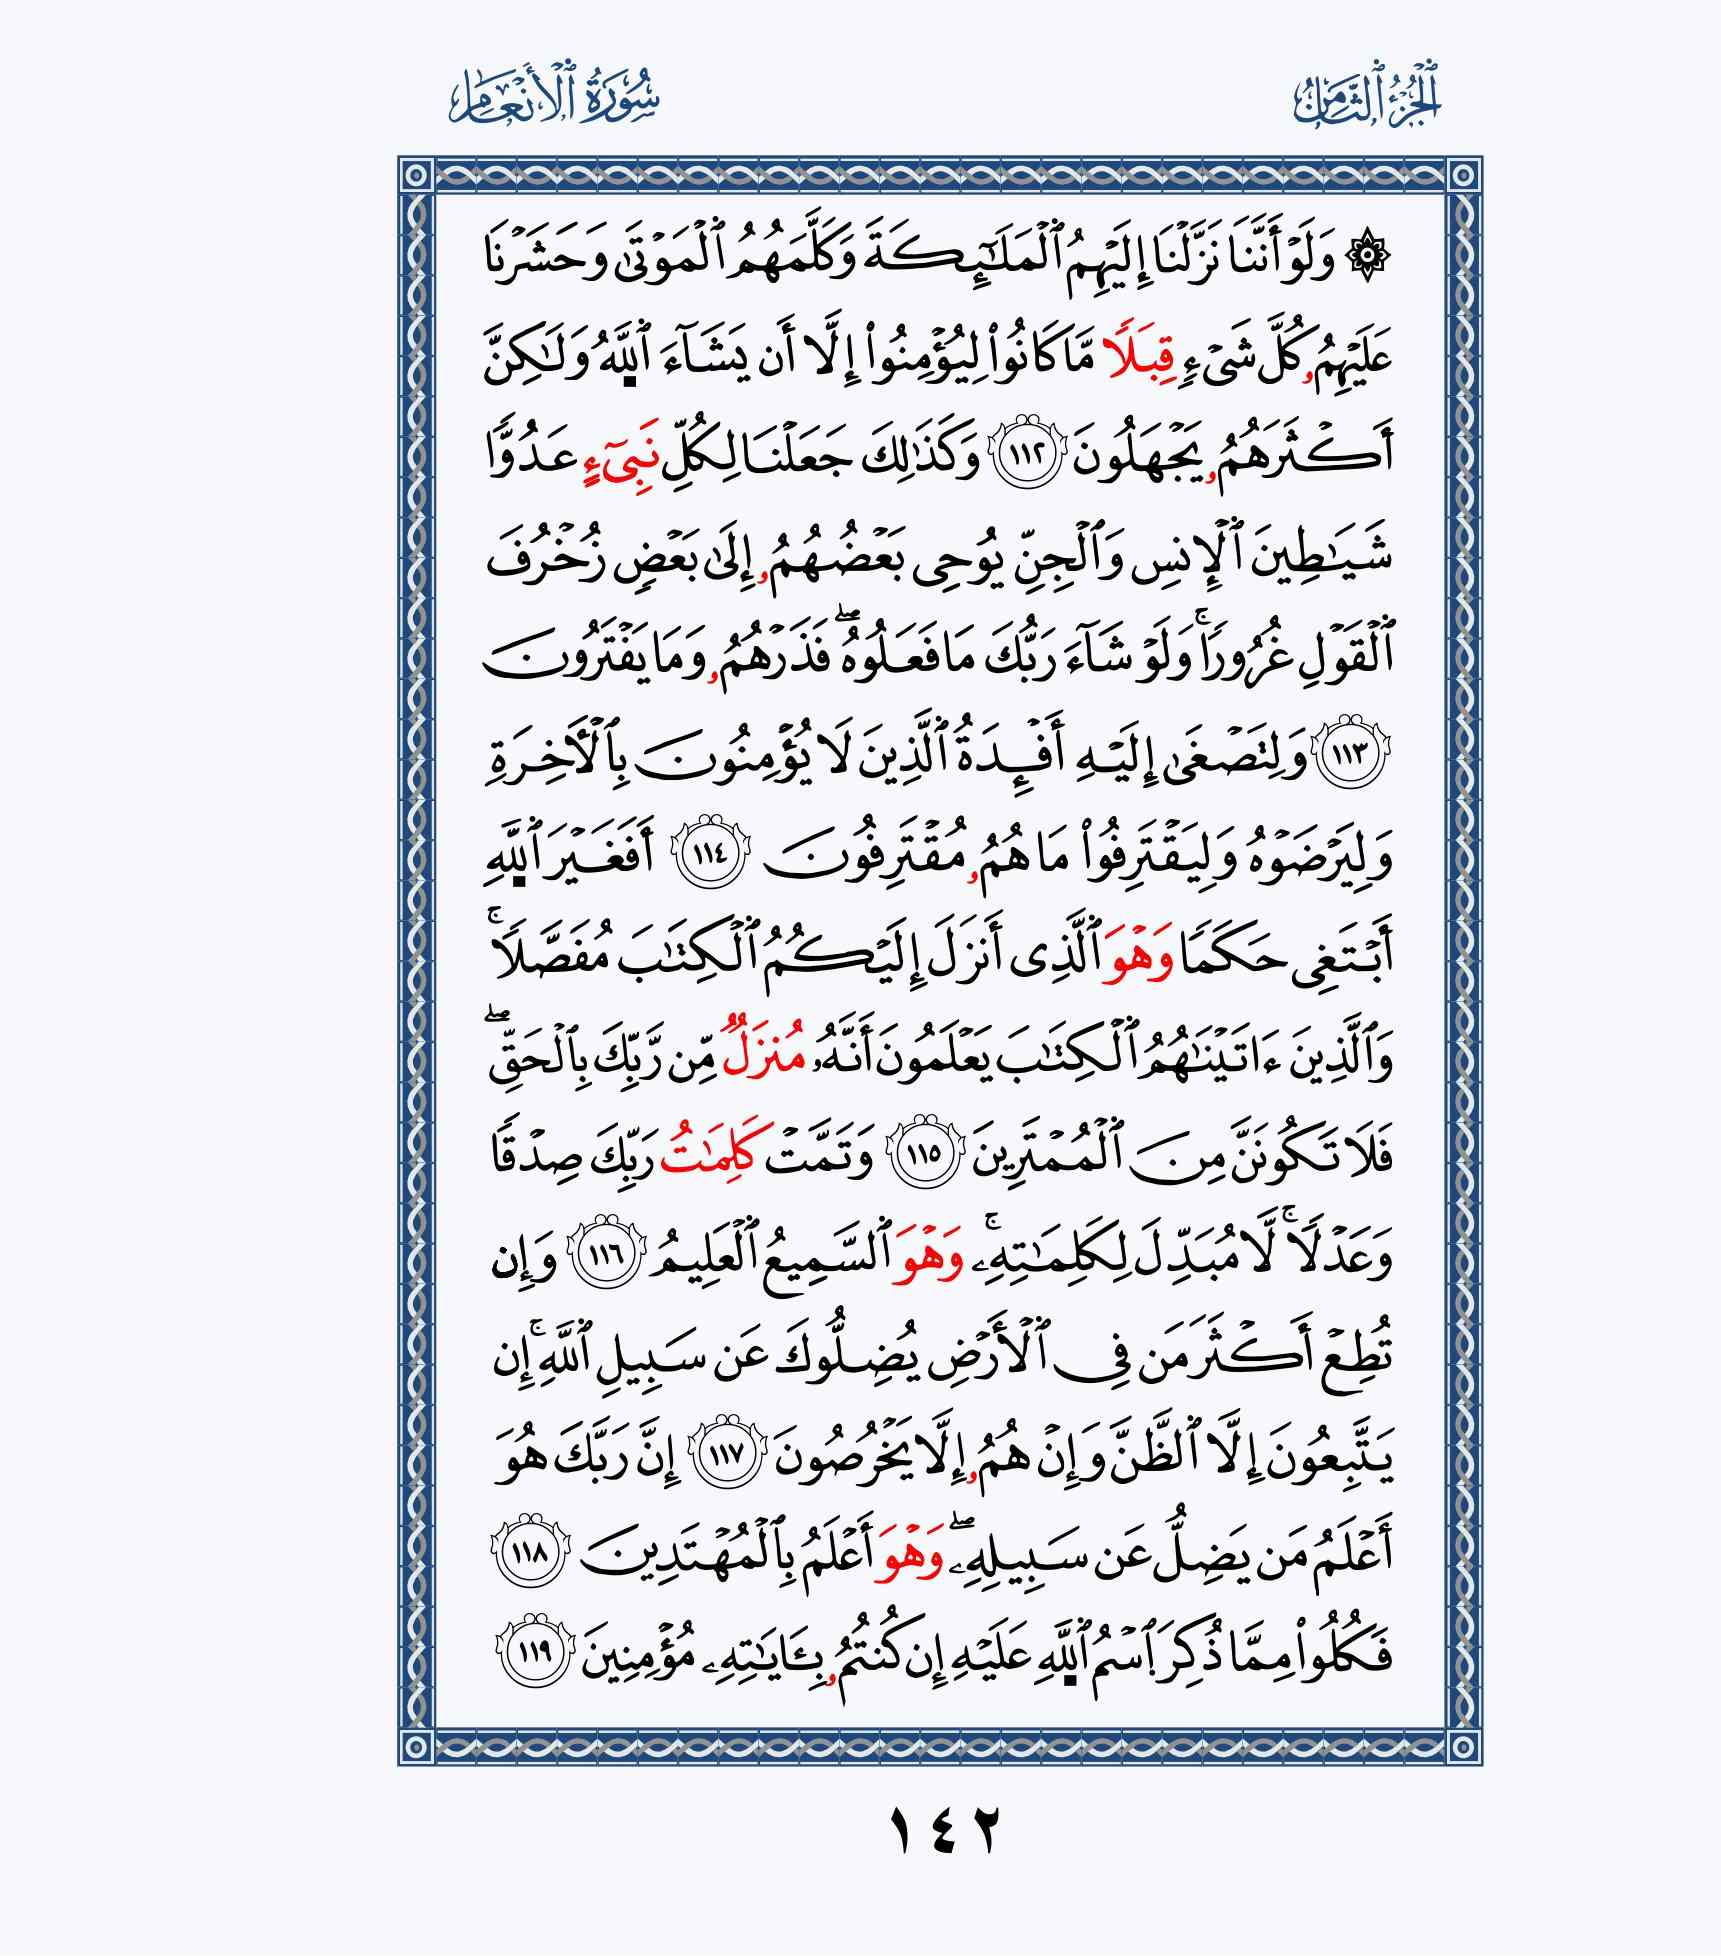 ٱلْجُزْءُ ٱلثَّامِنُ
سُورَةُ ٱلْأَنْعَامِ
۞ وَلَوْ أَنَّنَا نَزَّلْنَا إِلَيْهِمُ ٱلْمَلَٰٓئِكَةَ وَكَلَّمَهُمُ ٱلْمَوْتَىٰ وَحَشَرْنَا
عَلَيْهِمُۥ كُلَّ شَىْءٍ قِبَلًا مَّا كَانُوا۟ لِيُؤْمِنُوا۟ إِلَّا أَن يَشَآءَ ٱللَّهُ وَلَٰكِنَّ
أَكْثَرَهُمُۥ يَجْهَلُونَ ١١٢ وَكَذَٰلِكَ جَعَلْنَا لِكُلِّ نَبِىٓءٍ عَدُوًّا
شَيَٰطِينَ ٱلْإِنسِ وَٱلْجِنِّ يُوحِى بَعْضُهُمُۥ إِلَىٰ بَعْضٍ زُخْرُفَ
ٱلْقَوْلِ غُرُورًا ۚ وَلَوْ شَآءَ رَبُّكَ مَا فَعَلُوهُ ۖ فَذَرْهُمُۥ وَمَا يَفْتَرُونَ
١١٣ وَلِتَصْغَىٰ إِلَيْهِ أَفْـِٔدَةُ ٱلَّذِينَ لَا يُؤْمِنُونَ بِٱلْأَخِرَةِ
وَلِيَرْضَوْهُ وَلِيَقْتَرِفُوا۟ مَا هُمُۥ مُقْتَرِفُونَ ١١٤ أَفَغَيْرَ ٱللَّهِ
أَبْتَغِى حَكَمًا وَهْوَ ٱلَّذِى أَنزَلَ إِلَيْكُمُ ٱلْكِتَٰبَ مُفَصَّلًا ۚ
وَٱلَّذِينَ ءَاتَيْنَٰهُمُ ٱلْكِتَٰبَ يَعْلَمُونَ أَنَّهُۥ مُنزَلٌ مِّن رَّبِّكَ بِٱلْحَقِّ ۖ
فَلَا تَكُونَنَّ مِنَ ٱلْمُمْتَرِينَ ١١٥ وَتَمَّتْ كَلِمَٰتُ رَبِّكَ صِدْقًا
وَعَدْلًا ۚ لَّا مُبَدِّلَ لِكَلِمَٰتِهِۦ ۚ وَهْوَ ٱلسَّمِيعُ ٱلْعَلِيمُ ١١٦ وَإِن
تُطِعْ أَكْثَرَ مَن فِى ٱلْأَرْضِ يُضِلُّوكَ عَن سَبِيلِ ٱللَّهِ ۚ إِن
يَتَّبِعُونَ إِلَّا ٱلظَّنَّ وَإِنْ هُمُۥ إِلَّا يَخْرُصُونَ ١١٧ إِنَّ رَبَّكَ هُوَ
أَعْلَمُ مَن يَضِلُّ عَن سَبِيلِهِۦ ۖ وَهْوَ أَعْلَمُ بِٱلْمُهْتَدِينَ ١١٨
فَكُلُوا۟ مِمَّا ذُكِرَ ٱسْمُ ٱللَّهِ عَلَيْهِ إِن كُنتُمُۥ بِـَٔايَٰتِهِۦ مُؤْمِنِينَ ١١٩
١٤٢